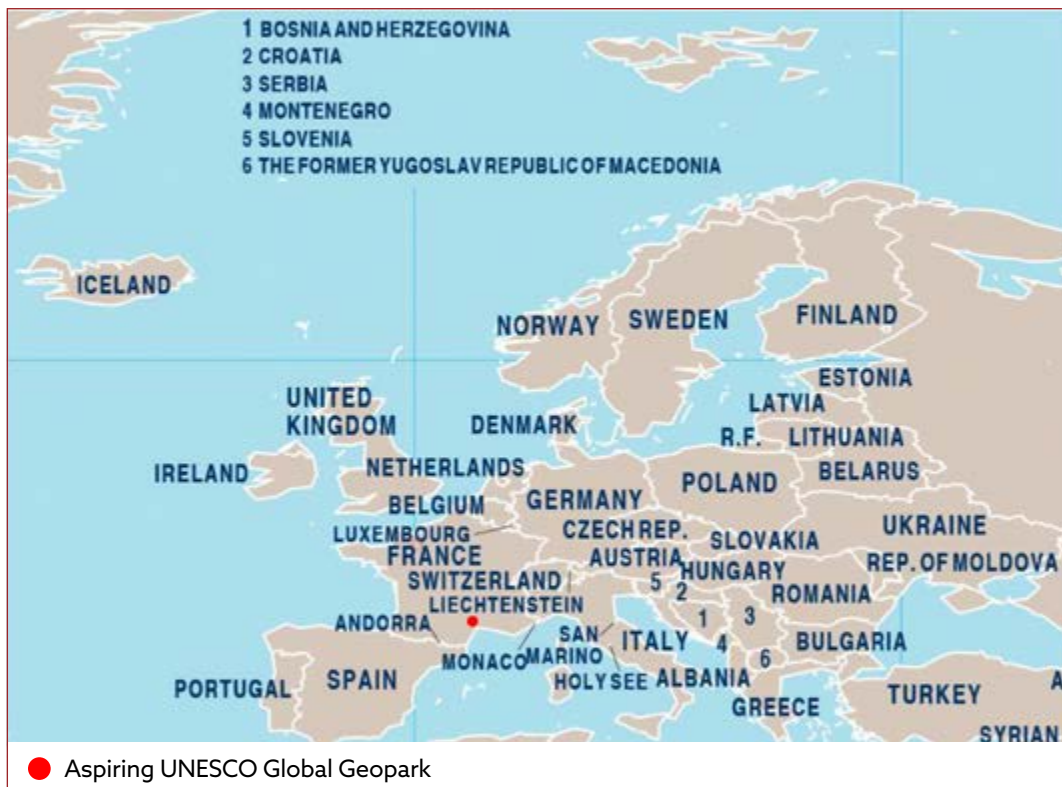 1 BOSNIA AND HERZEGOVINA
2 CROATIA
3 SERBIA
4 MONTENEGRO
5 SLOVENIA
6 THE FORMER YUGOSLAV REPUBLIC OF MACEDONIA
ICELAND
NORWAY
SWEDEN
FINLAND
ESTONIA
UNITED
KINGDOM
LATVIA
DENMARK
R.F.
LITHUANIA
IRELAND
NETHERLANDS
BELARUS
POLAND
BELGIUM
GERMANY
UKRAINE
LUXEMBOURG
CZECH REP.
SLOVAKIA
FRANCE
AUSTRIA
REP. OF MOLDOVA
SWITZERLAND
5
HUNGARY
2
ROMANIA
LIECHTENSTEIN
1
3
ANDORRA
SAN
MARINO
ITALY
4
BULGARIA
MONACO
6
HOLY SEE
ALBANIA
PORTUGAL
SPAIN
GREECE
TURKEY
A
SYRIAN
Aspiring UNESCO Global Geopark